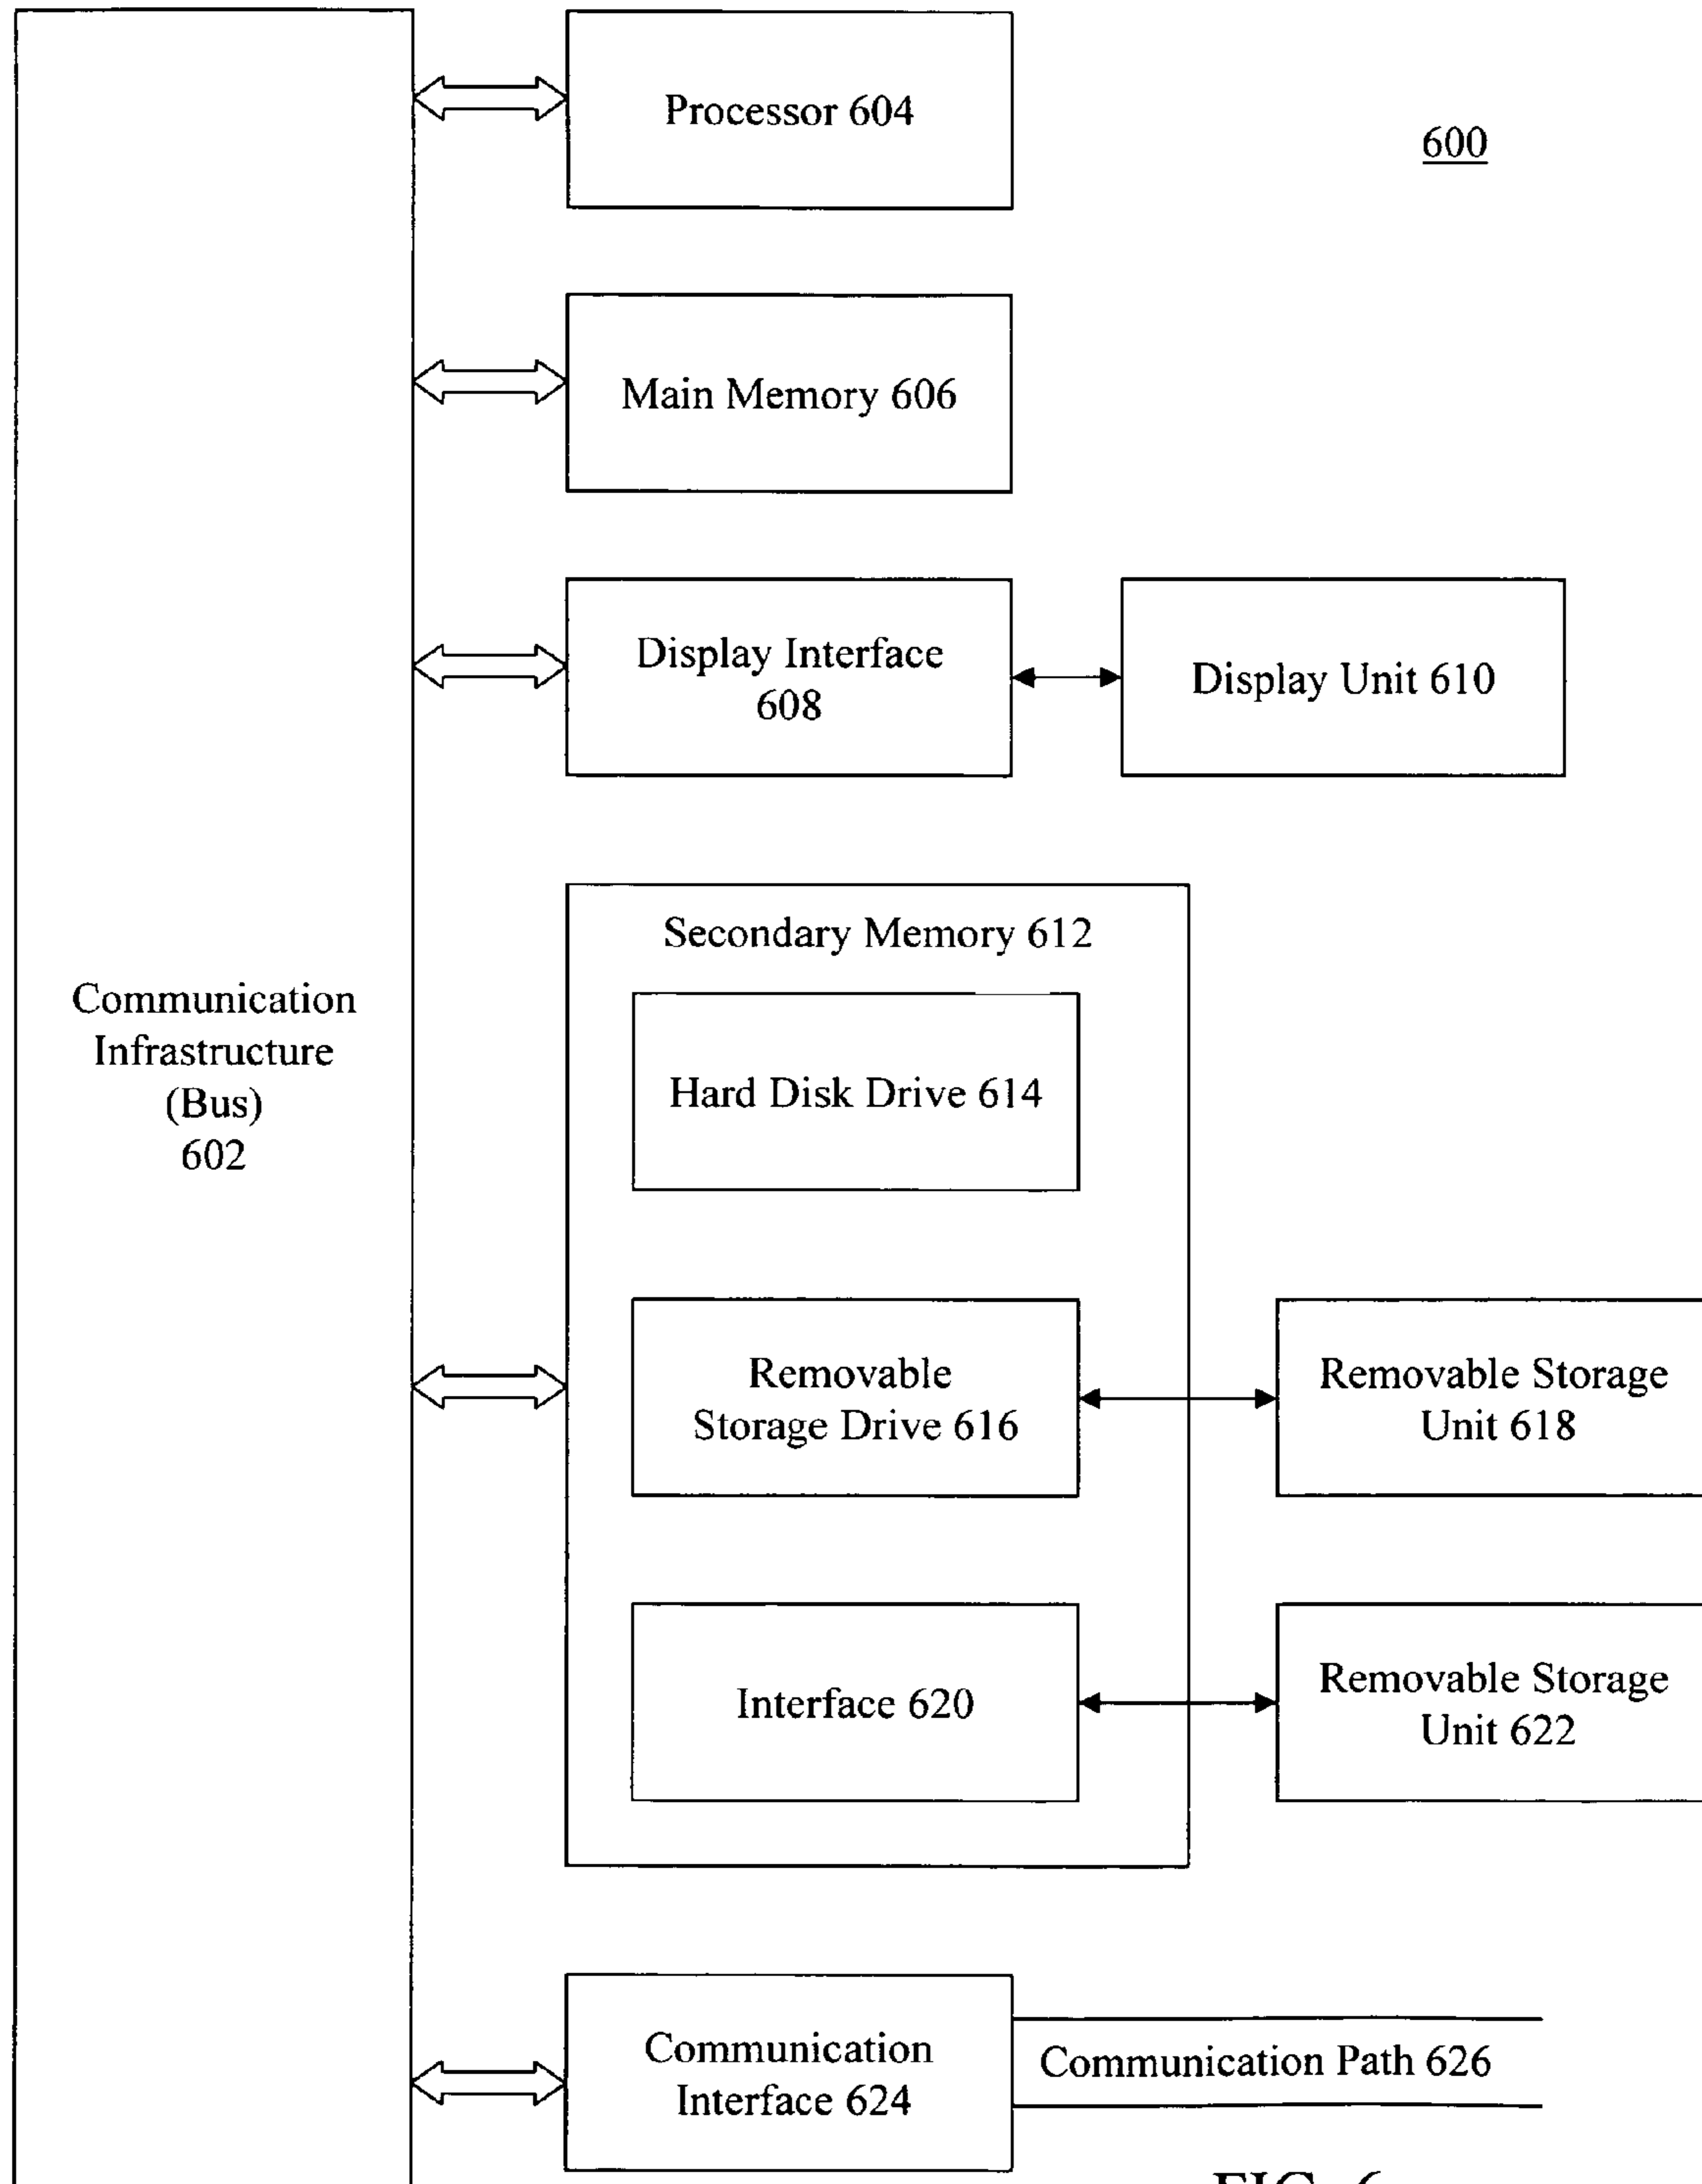 Processor 604
600
Main Memory 606
Display Interface
608
Display Unit 610
Secondary Memory 612
Hard Disk Drive 614
Communication
Infrastructure
(Bus)
602
Removable
Storage Drive 616
Removable Storage
Unit 618
Interface 620
Removable Storage
Unit 622
Communication
Interface 624
Communication Path 626
FIG. 6